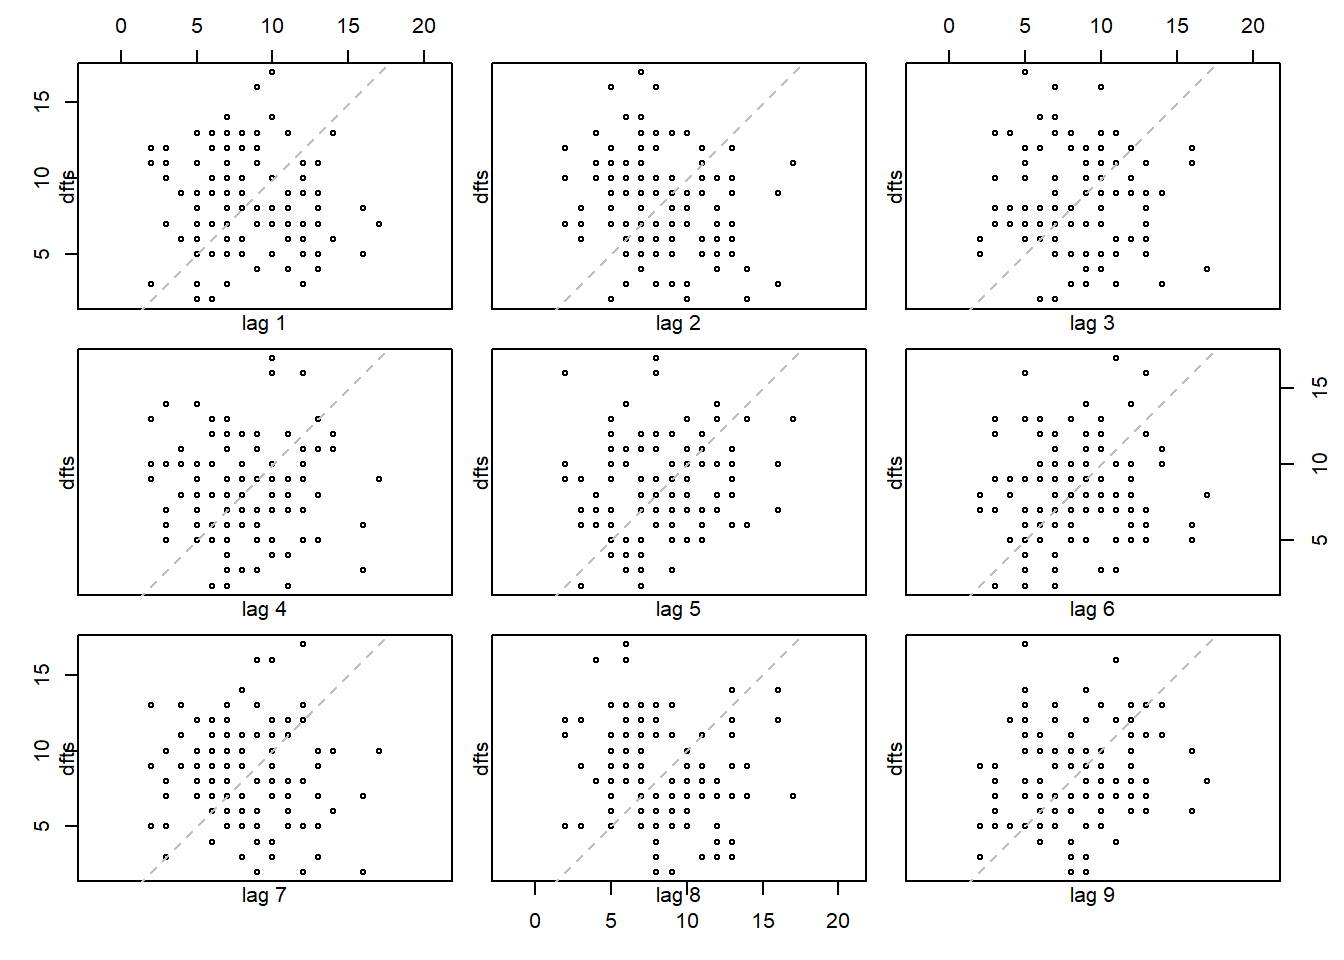 0 5 10 15 20 0 5 10 15 20
dfts 5 10 15
lag 1
dfts
lag 2
dfts
lag 3
dfts
lag 4
dfts
lag 5
dfts 5 10 15
lag 6
dfts 5 10 15
lag 7
dfts
lag 8
dfts
lag 9
0 5 10 15 20